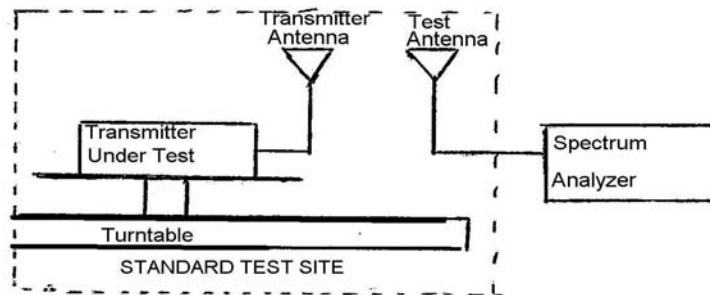 Transmitter
Antenna
Test
Antenna
Transmitter
Under Test
Spectrum
Analyzer
Turntable
STANDARD TEST SITE